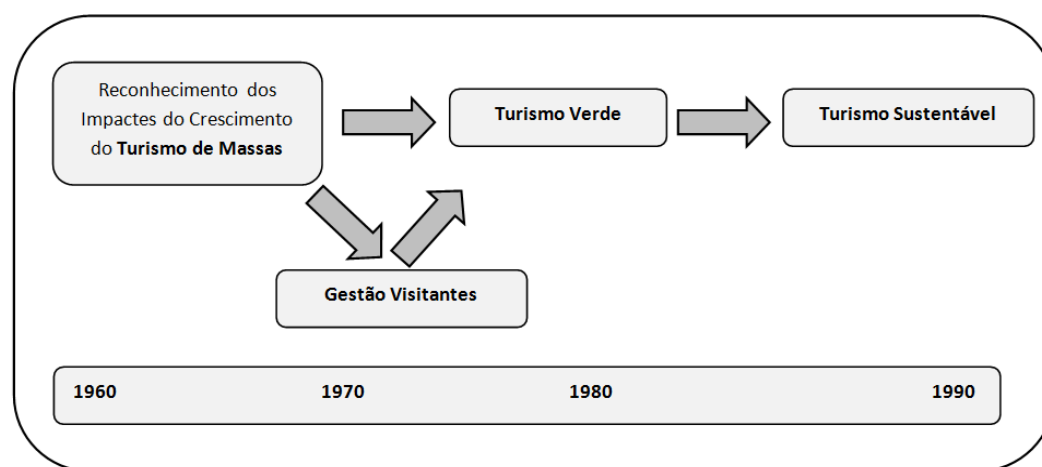 Reconhecimento dos
Impactes do Crescimento
do Turismo de Massas
Turismo Verde
Turismo Sustentável
Gestão Visitantes
1960 1970 1980 1990